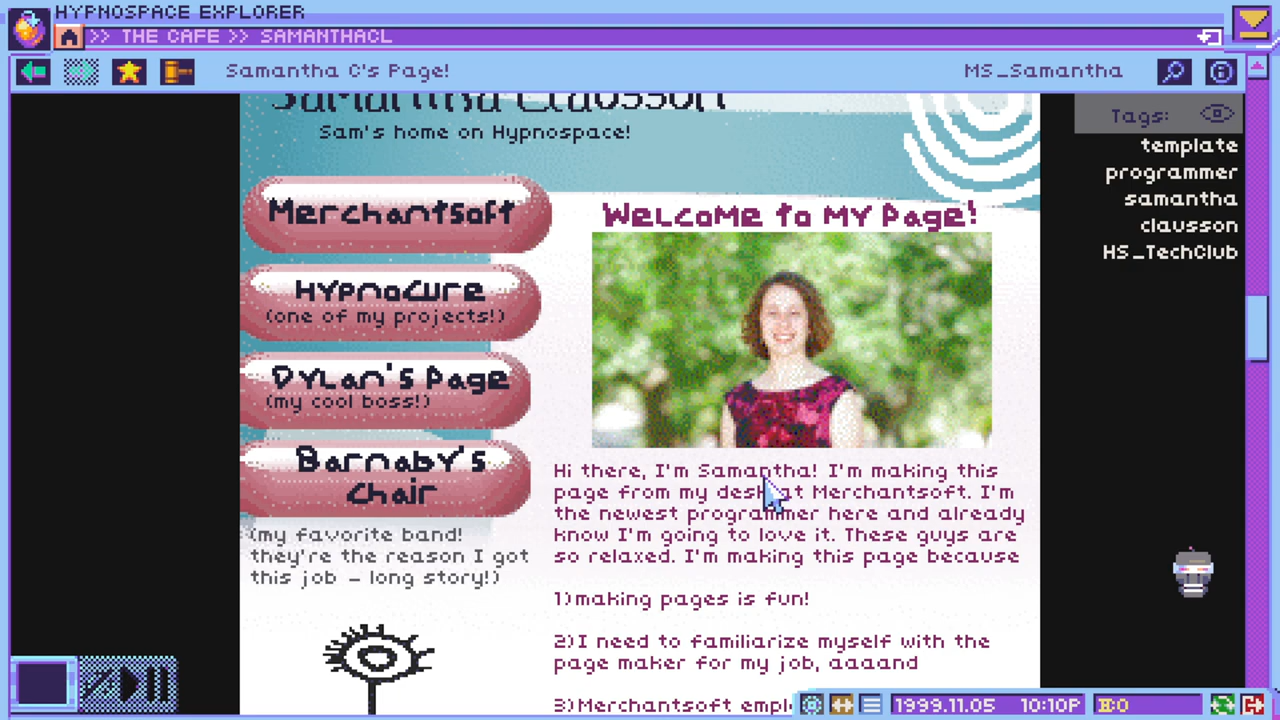 HYPNOSPACE EXPLORER
>> THE CAFE >> SAMANTHACL
Samantha C's Page!
MS_Samantha
Samantha Clausson
Sam's home on Hypnospace!
Tags:
template
programmer
samantha
clausson
HS_TechClub
Merchantsoft
HypnoCure
(one of my projects!)
Dylan's Page
(my cool boss!)
Barnaby's
Chair
(my favorite band!
they're the reason I got
this job - long story!)
Welcome to my page!
Hi there, I'm Samantha! I'm making this
page from my desk at Merchantsoft. I'm
the newest programmer here and already
know I'm going to love it. These guys are
so relaxed. I'm making this page because
1)making pages is fun!
2)I need to familiarize myself with the
page maker for my job, aaaand
3)Merchantsoft empl
1999.11.05 10:10P
:0